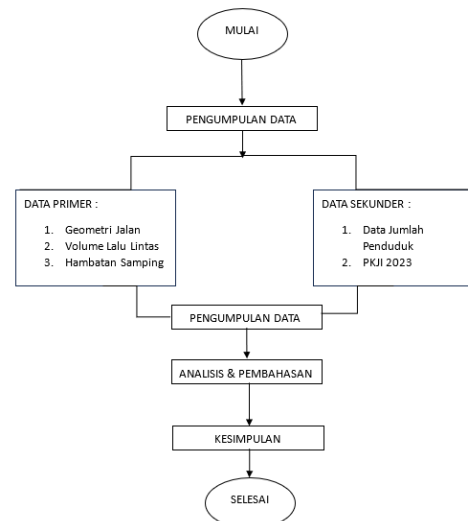 MULAI
PENGUMPULAN DATA
DATA PRIMER :
1. Geometri Jalan
2. Volume Lalu Lintas
3. Hambatan Samping
DATA SEKUNDER :
1. Data Jumlah
Penduduk
2. PKJI 2023
PENGUMPULAN DATA
ANALISIS & PEMBAHASAN
KESIMPULAN
SELESAI